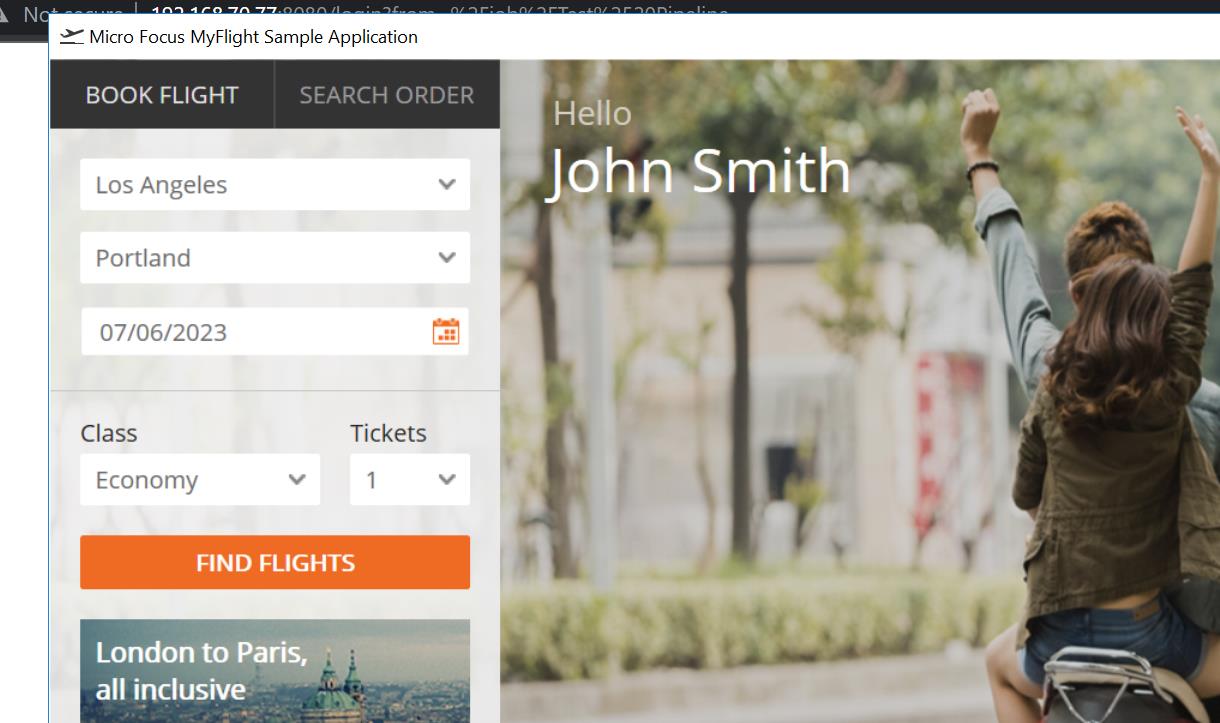 Not secure
192.168.70.77:8080/login?from=%2Fjob%2FTest%2520Pipeline
Micro Focus MyFlight Sample Application
BOOK FLIGHT
SEARCH ORDER
Hello
John Smith
Los Angeles
Portland
07/06/2023
Class
Tickets
Economy
1
FIND FLIGHTS
London to Paris,
all inclusive